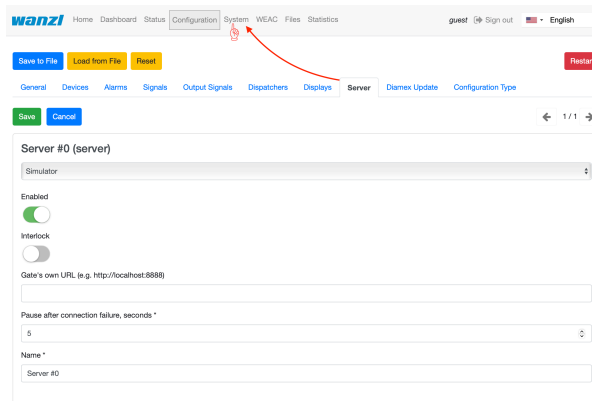 wanzl Home Dashboard Status Configuration System WEAC Files Statistics guest Sign out English
Save to File Load from File Reset Restar
General Devices Alarms Signals Output Signals Dispatchers Displays Server Diamex Update Configuration Type
Save Cancel 1 / 1
Server #0 (server)
Simulator
Enabled
Interlock
Gate's own URL (e.g. http://localhost:8888)
Pause after connection failure, seconds *
5
Name *
Server #0